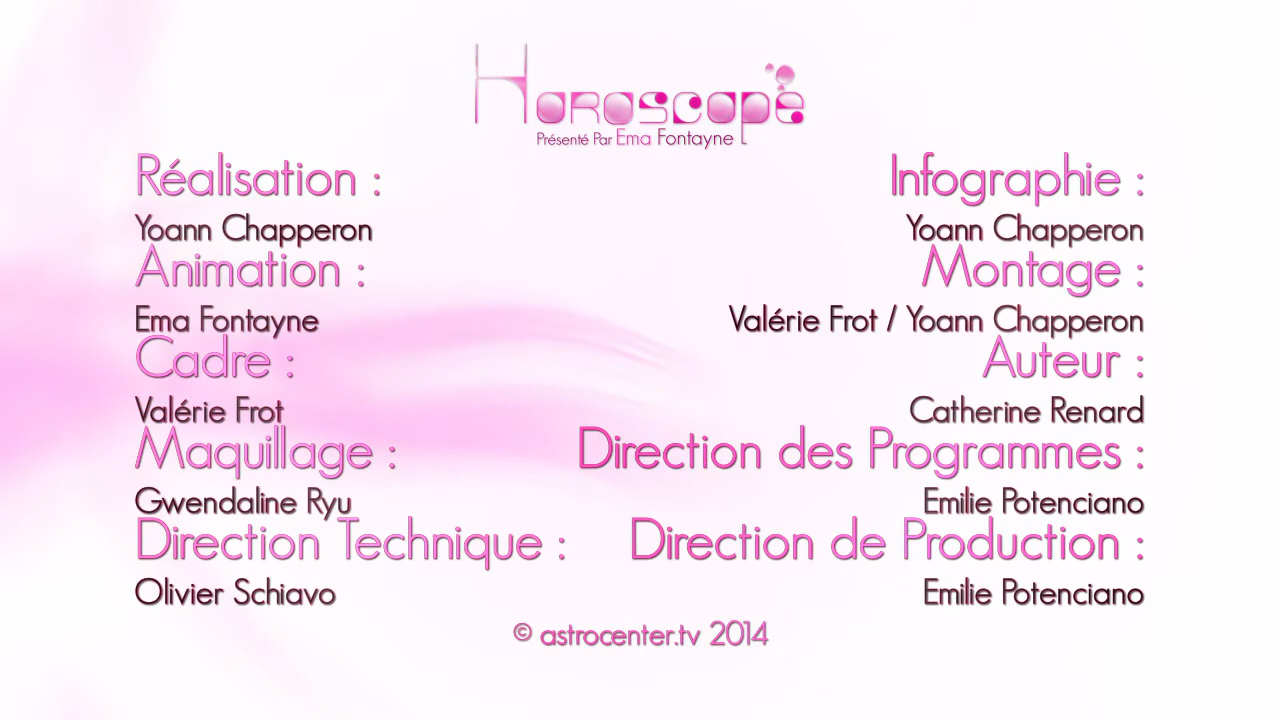 Horoscope
Présenté Par Ema Fontayne
Réalisation :
Yoann Chapperon
Animation :
Ema Fontayne
Cadre :
Valérie Frot
Maquillage :
Gwendaline Ryu
Direction Technique :
Olivier Schiavo
Infographie :
Yoann Chapperon
Montage :
Valérie Frot / Yoann Chapperon
Auteur :
Catherine Renard
Direction des Programmes :
Emilie Potenciano
Direction de Production :
Emilie Potenciano
© astrocenter.tv 2014